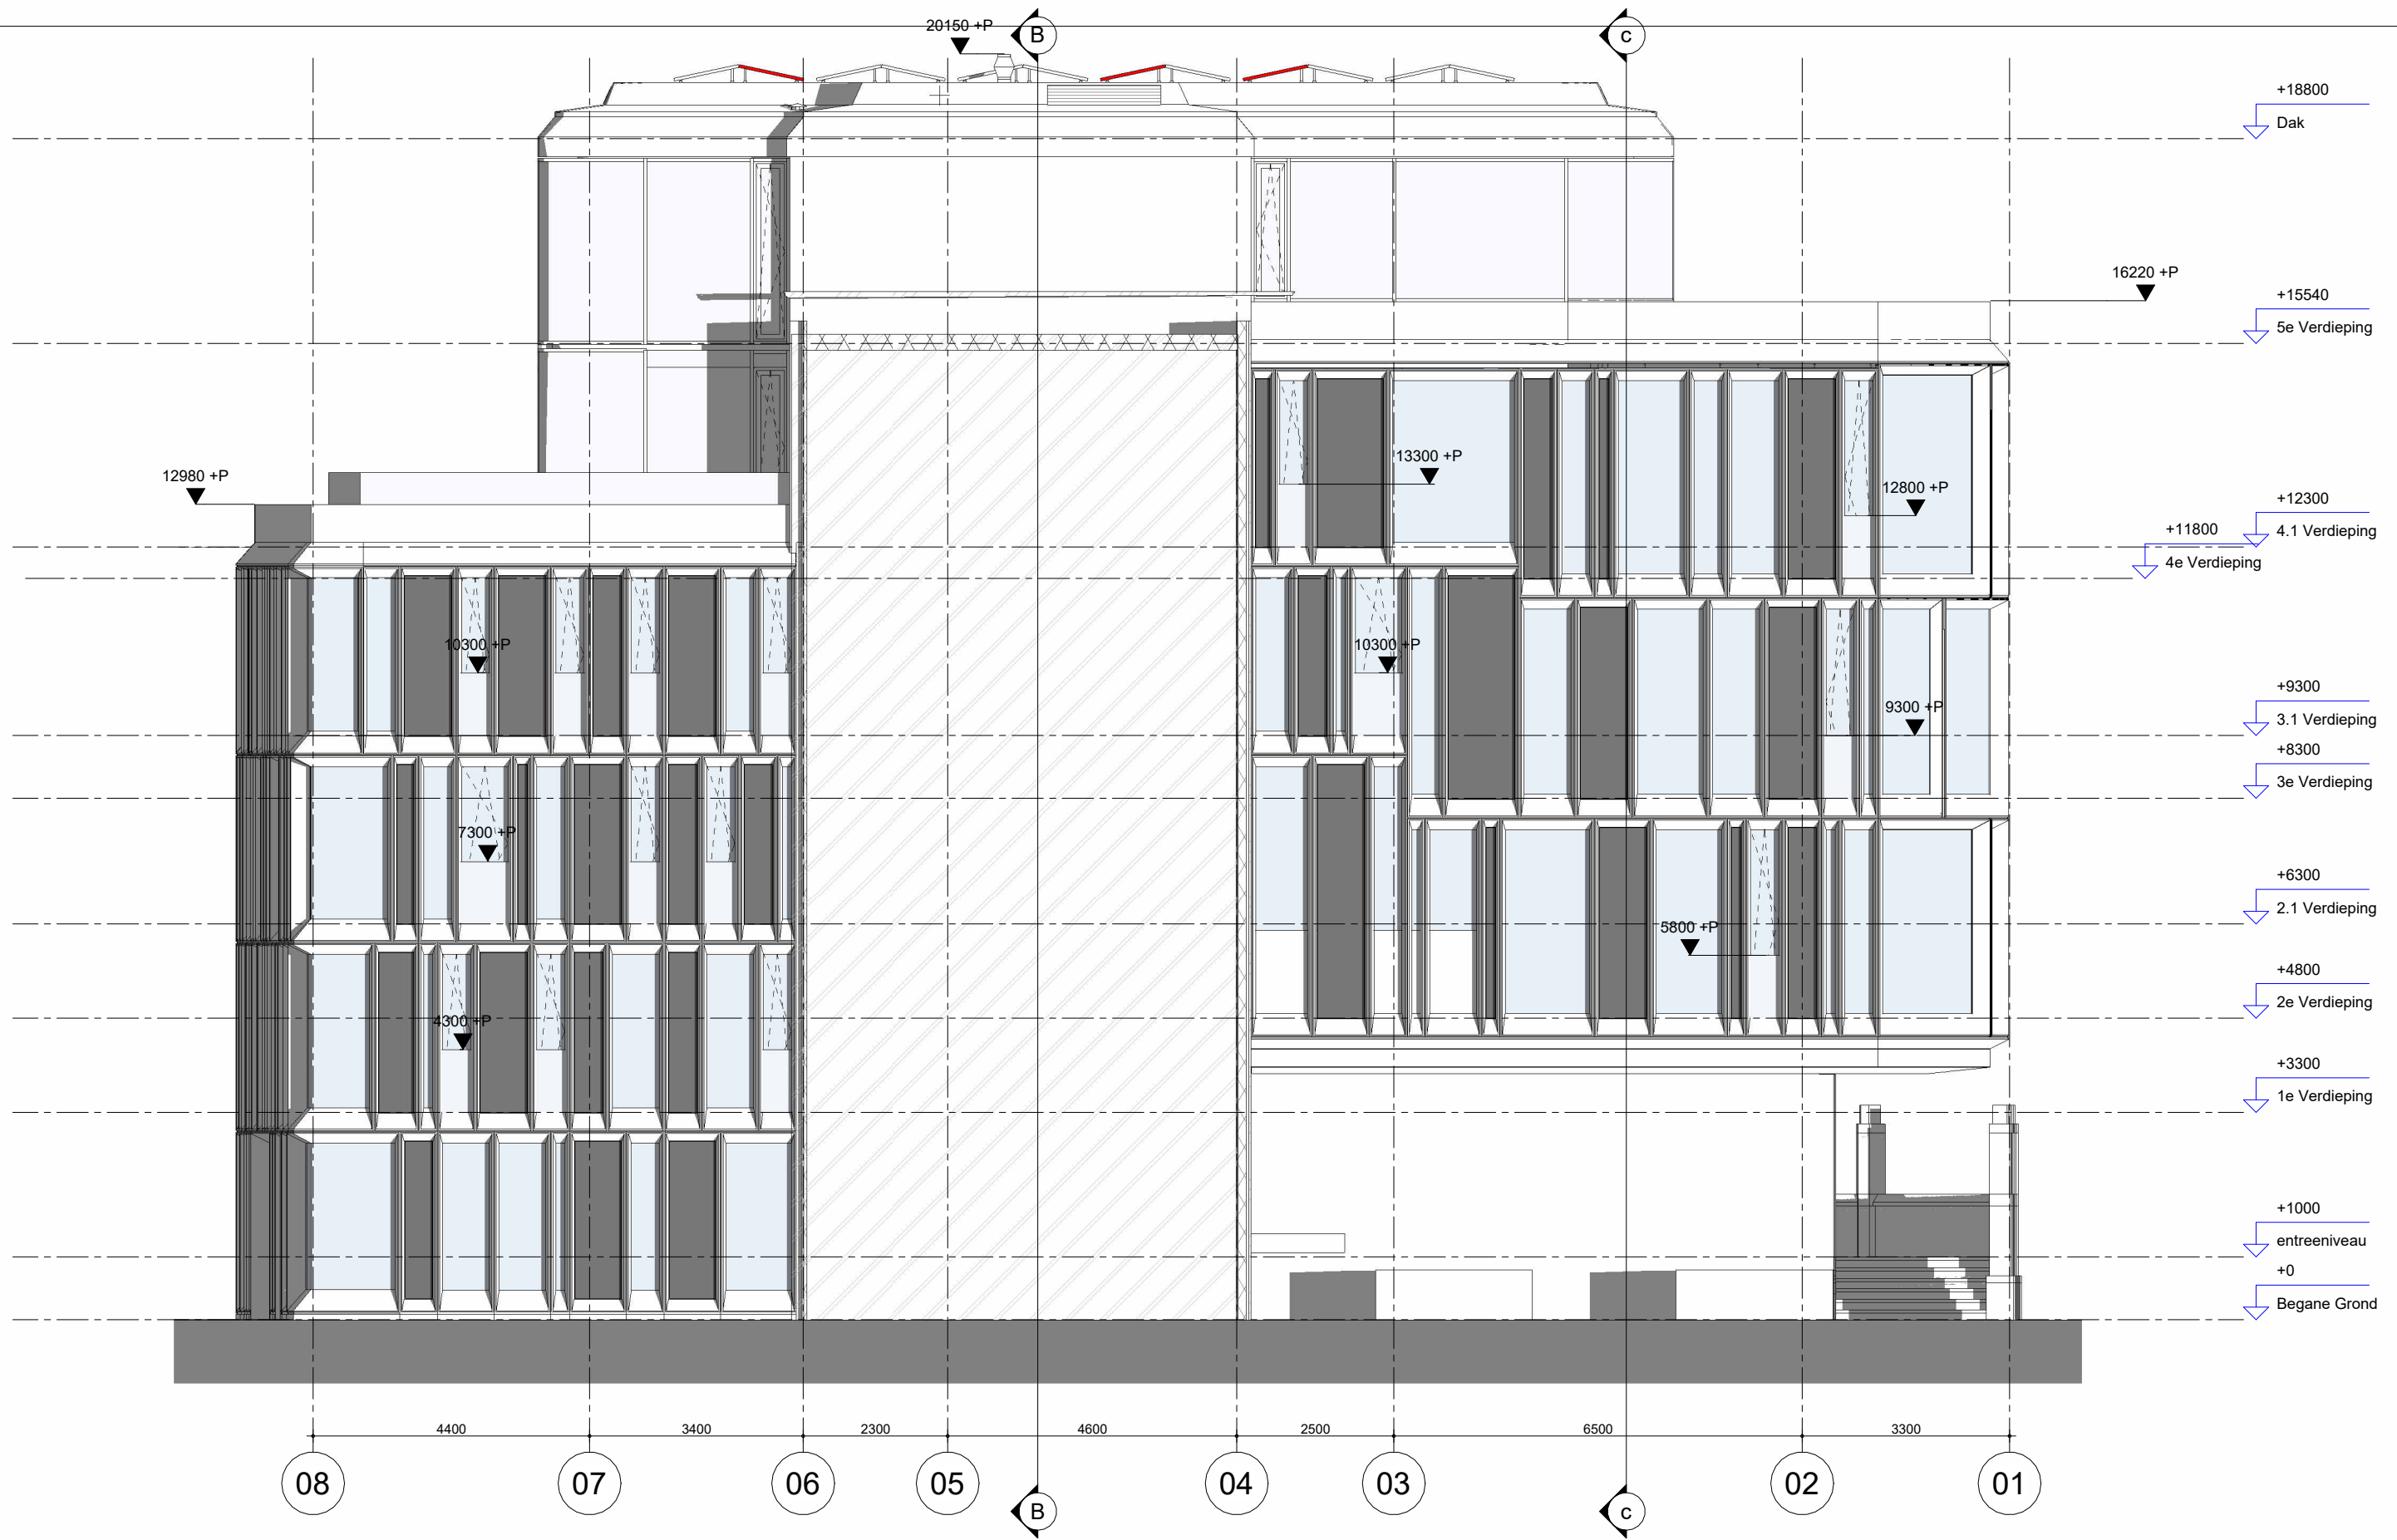 20150 +P
B
c
+18800
Dak
16220 +P
+15540
5e Verdieping
13300 +P
12980 +P
12800 +P
+12300
4.1 Verdieping
+11800
4e Verdieping
10300 +P
10300 +P
+9300
3.1 Verdieping
9300 +P
+8300
3e Verdieping
7300 +P
+6300
2.1 Verdieping
5800 +P
+4800
2e Verdieping
4300 +P
+3300
1e Verdieping
+1000
entreeniveau
+0
Begane Grond
4400 3400 2300 4600 2500 6500 3300
08 07 06 05 04 03 02 01
B
c